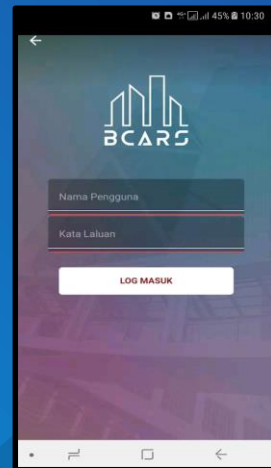 45% 10:30
BCARS
Nama Pengguna
Kata Laluan
LOG MASUK